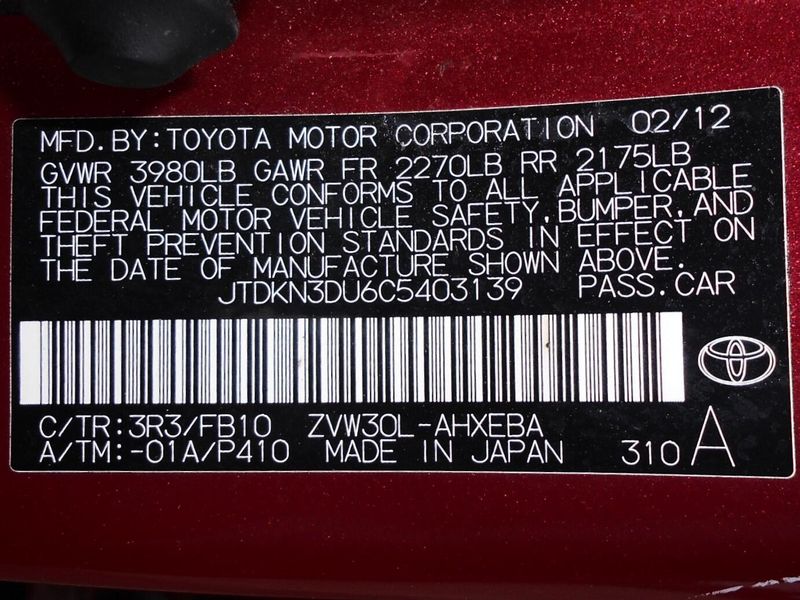 MFD. BY: TOYOTA MOTOR CORPORATION 02/12
GVWR 3980LB GAWR FR 2270LB RR 2175LB
THIS VEHICLE CONFORMS TO ALL APPLICABLE
FEDERAL MOTOR VEHICLE SAFETY, BUMPER, AND
THEFT PREVENTION STANDARDS IN EFFECT ON
THE DATE OF MANUFACTURE SHOWN ABOVE.
JTDKN3DU6C5403139 PASS. CAR
C/TR: 3R3/FB10 ZVW30L-AHXEBA
A/TM: -01A/P410 MADE IN JAPAN 310 A